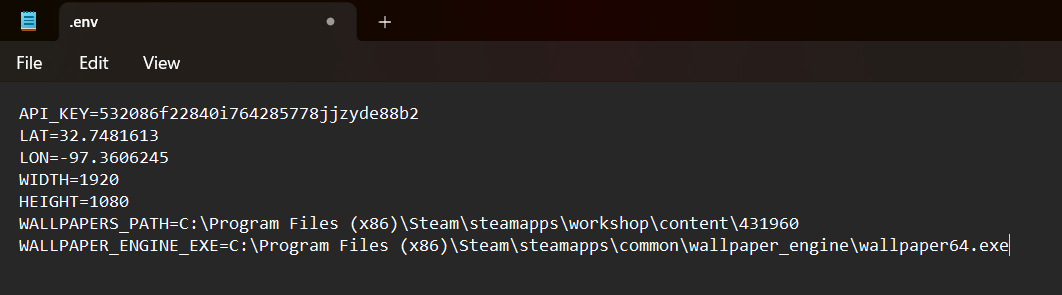 .env
File Edit View
API_KEY=532086f22840i764285778jjzyde88b2
LAT=32.7481613
LON=-97.3606245
WIDTH=1920
HEIGHT=1080
WALLPAPERS_PATH=C:\Program Files (x86)\Steam\steamapps\workshop\content\431960
WALLPAPER_ENGINE_EXE=C:\Program Files (x86)\Steam\steamapps\common\wallpaper_engine\wallpaper64.exe